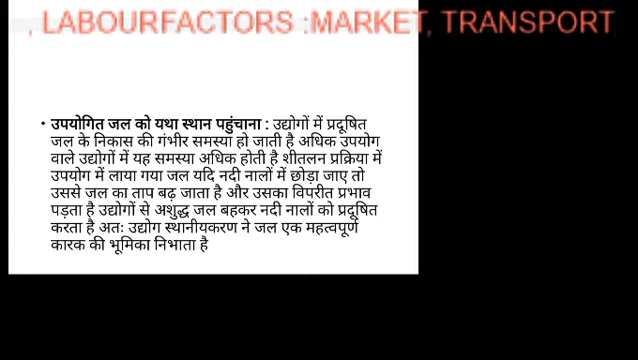 , LABOURFACTORS :MARKET, TRANSPORT
• उपयोगित जल को यथा स्थान पहुंचाना : उद्योगों में प्रदूषित
जल के निकास की गंभीर समस्या हो जाती है अधिक उपयोग
वाले उद्योगों में यह समस्या अधिक होती है शीतलन प्रक्रिया में
उपयोग में लाया गया जल यदि नदी नालों में छोड़ा जाए तो
उससे जल का ताप बढ़ जाता है और उसका विपरीत प्रभाव
पड़ता है उद्योगों से अशुद्ध जल बहकर नदी नालों को प्रदूषित
करता है अतः उद्योग स्थानीयकरण ने जल एक महत्वपूर्ण
कारक की भूमिका निभाता है